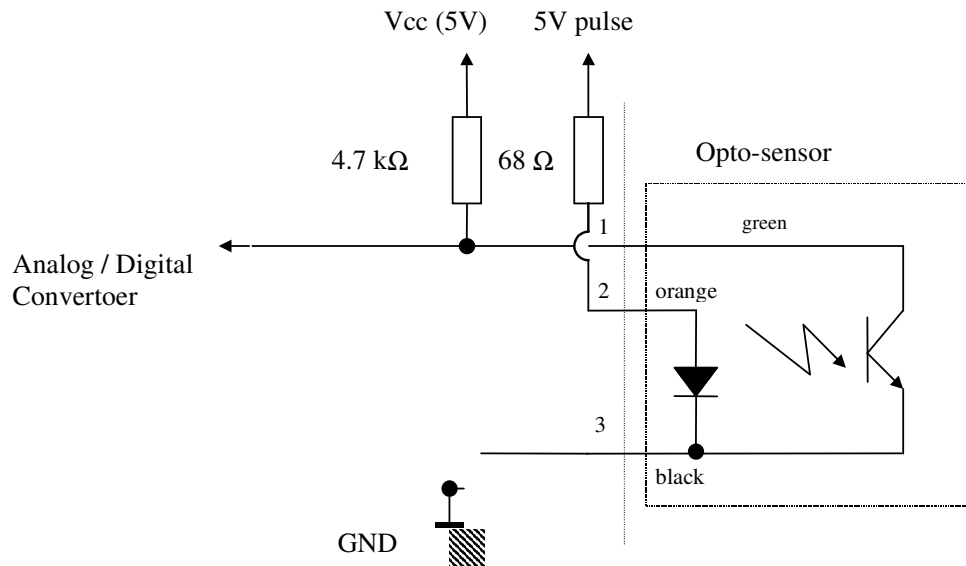 Vcc (5V) 5V pulse
4.7 kΩ 68 Ω
Opto-sensor
1 green
Analog / Digital
Convertoer
2 orange
3
black
GND